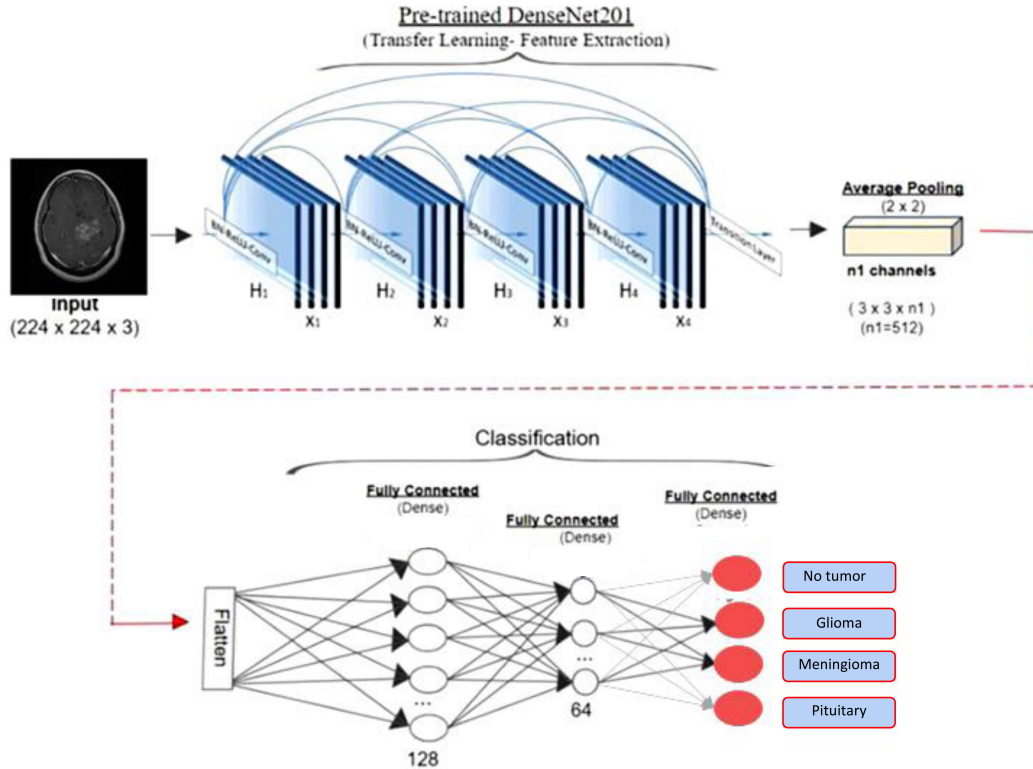 Pre-trained DenseNet201
(Transfer Learning- Feature Extraction)
BN-ReLU-Conv
BN-ReLU-Conv
BN-ReLU-Conv
BN-ReLU-Conv
Transition Layer
H1
H2
H3
H4
X1
X2
X3
X4
Input
(224 x 224 x 3)
Average Pooling
(2 x 2)
n1 channels
( 3 x 3 x n1 )
(n1=512)
Classification
Fully Connected
(Dense)
Fully Connected
(Dense)
Fully Connected
(Dense)
Flatten
...
128
...
64
No tumor
Glioma
Meningioma
Pituitary